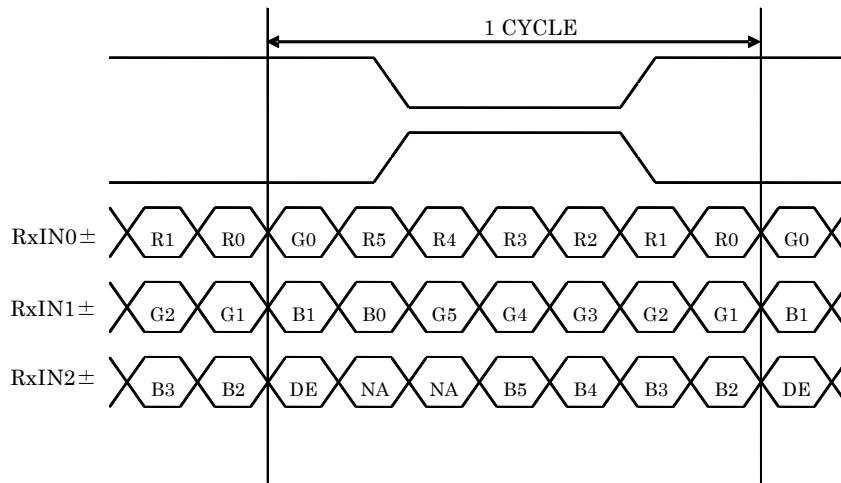 1 CYCLE
RxIN0± R1 R0 G0 R5 R4 R3 R2 R1 R0 G0
RxIN1± G2 G1 B1 B0 G5 G4 G3 G2 G1 B1
RxIN2± B3 B2 DE NA NA B5 B4 B3 B2 DE